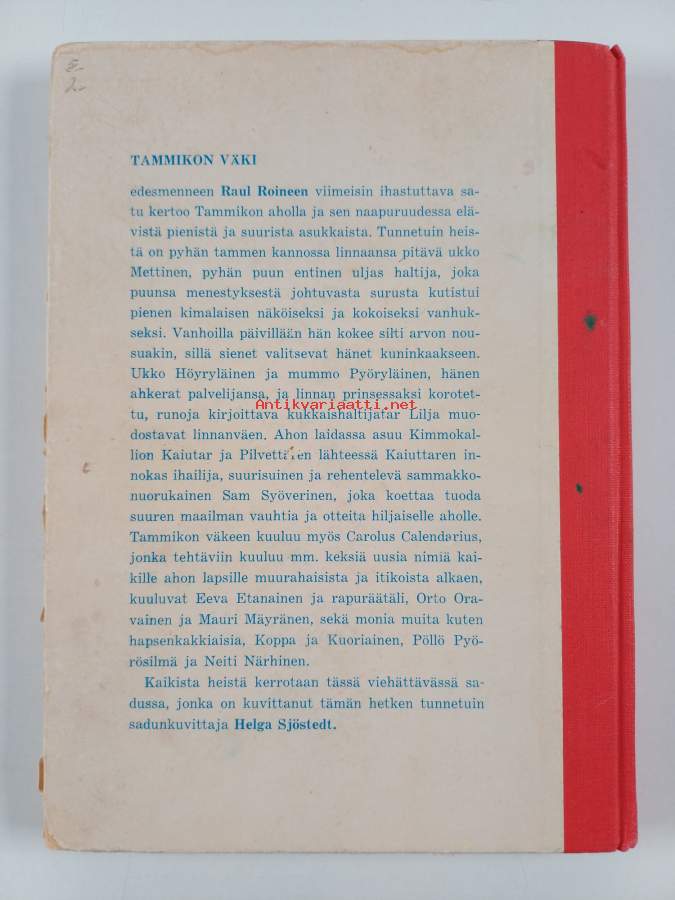 5.-
2.-
TAMMIKON VÄKI
edesmenneen Raul Roineen viimeisin ihastuttava sa-
tu kertoo Tammikon aholla ja sen naapuruudessa elä-
vistä pienistä ja suurista asukkaista. Tunnetuin heis-
tä on pyhän tammen kannossa linnaansa pitävä ukko
Mettinen, pyhän puun entinen uljas haltija, joka
puunsa menestyksestä johtuvasta surusta kutistui
pienen kimalaisen näköiseksi ja kokoiseksi vanhuk-
seksi. Vanhoilla päivillään hän kokee silti arvon nou-
suakin, sillä sienet valitsevat hänet kuninkaakseen.
Ukko Höyryläinen ja mummo Pyöryläinen, hänen
ahkerat palvelijansa, ja linnan prinsessaksi korotet-
Antikvariaatti.net
tu, runoja kirjoittava kukkaishaltijatar Lilja muo-
dostavat linnanväen. Ahon laidassa asuu Kimmokal-
lion Kaiutar ja Pilvettären lähteessä Kaiuttaren in-
nokas ihailija, suurisuinen ja rehentelevä sammakko-
nuorukainen Sam Syöverinen, joka koettaa tuoda
suuren maailman vauhtia ja otteita hiljaiselle aholle.
Tammikon väkeen kuuluu myös Carolus Calendarius,
jonka tehtäviin kuuluu mm. keksiä uusia nimiä kai-
kille ahon lapsille muurahaisista ja itikoista alkaen,
kuuluvat Eeva Etanainen ja rapuräätäli, Orto Ora-
vainen ja Mauri Mäyränen, sekä monia muita kuten
hapsenkakkiaisia, Koppa ja Kuoriainen, Pöllö Pyö-
rösilmä ja Neiti Närhinen.
Kaikista heistä kerrotaan tässä viehättävässä sa-
dussa, jonka on kuvittanut tämän hetken tunnetuin
sadunkuvittaja Helga Sjöstedt.